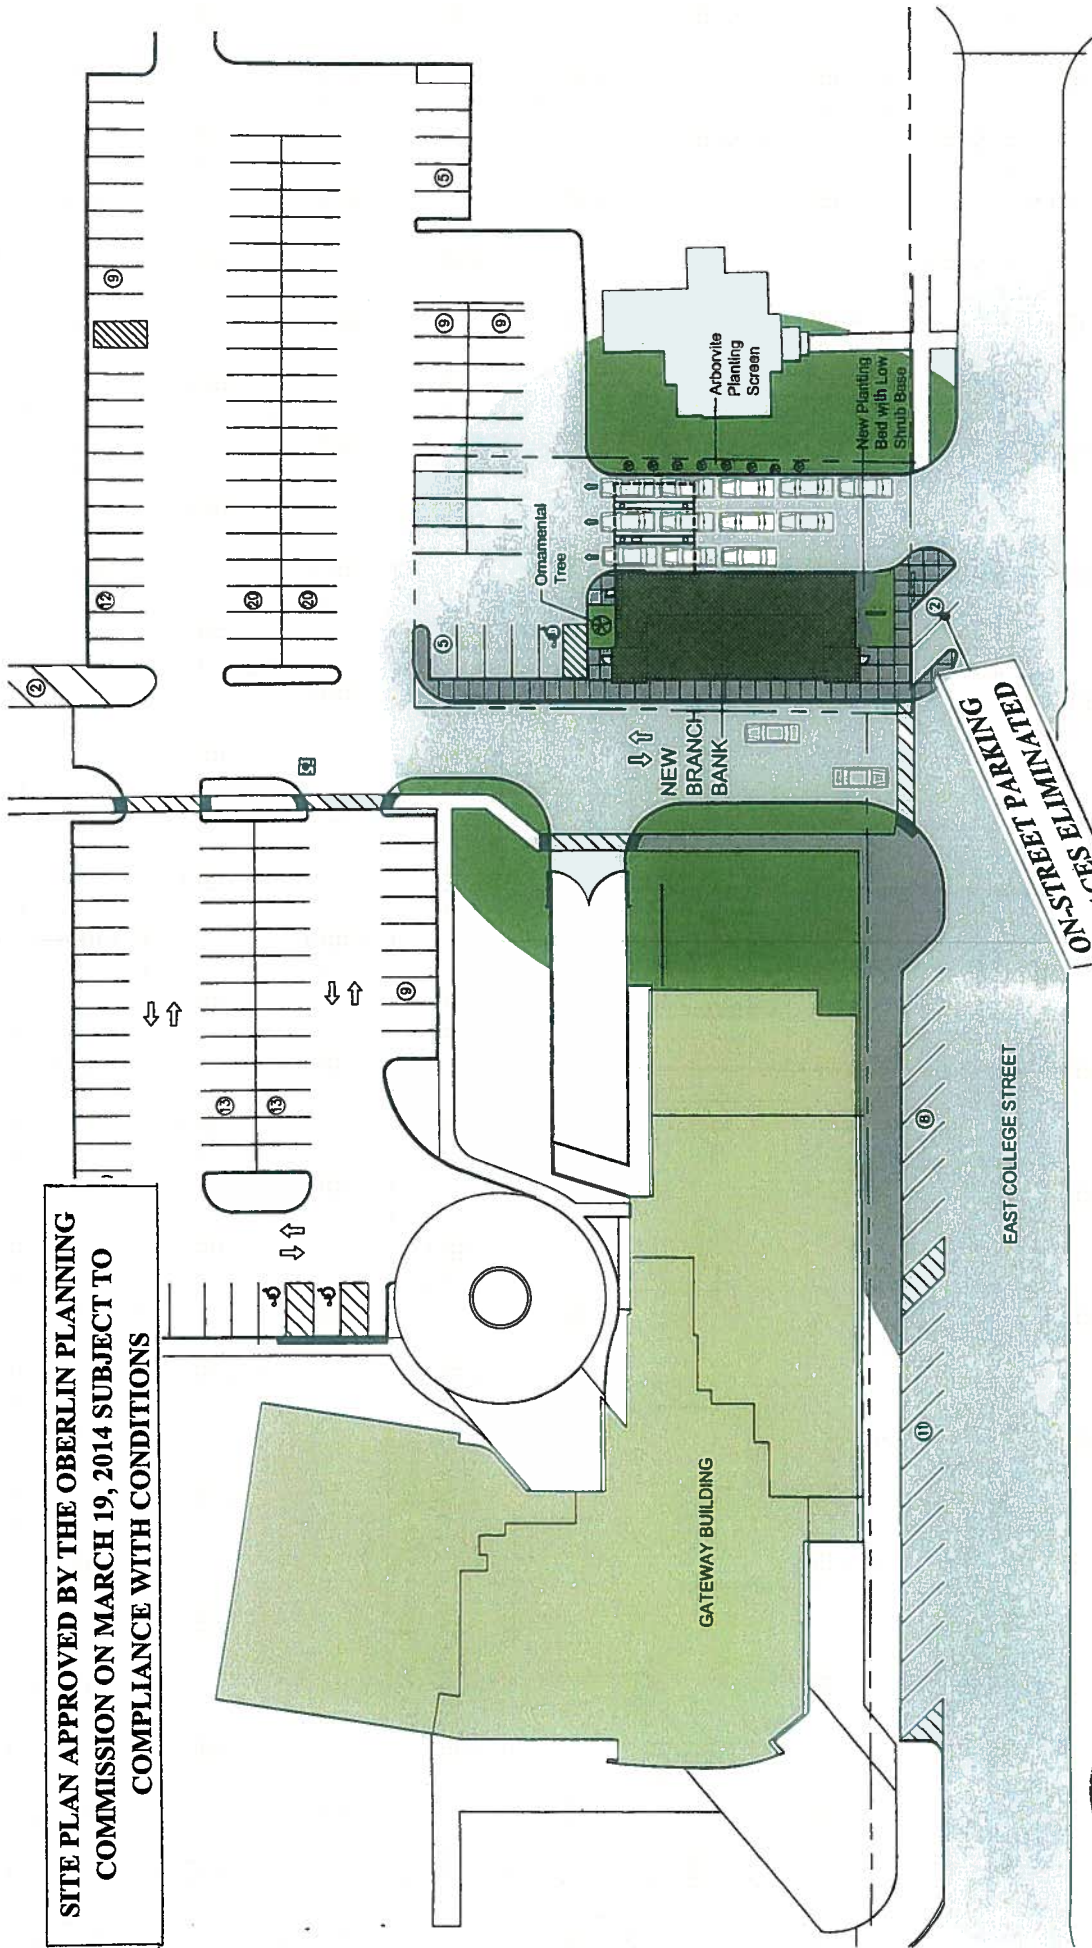 SITE PLAN APPROVED BY THE OBERLIN PLANNING
COMMISSION ON MARCH 19, 2014 SUBJECT TO
COMPLIANCE WITH CONDITIONS
2
12
9
20
20
5
9
9
5
Ornamental
Tree
Arborvite
Planting
Screen
New Planting
Bed with Low
Shrub Base
NEW
BRANCH
BANK
2
ON-STREET PARKING
ELIMINATED
13
13
9
8
11
GATEWAY BUILDING
EAST COLLEGE STREET